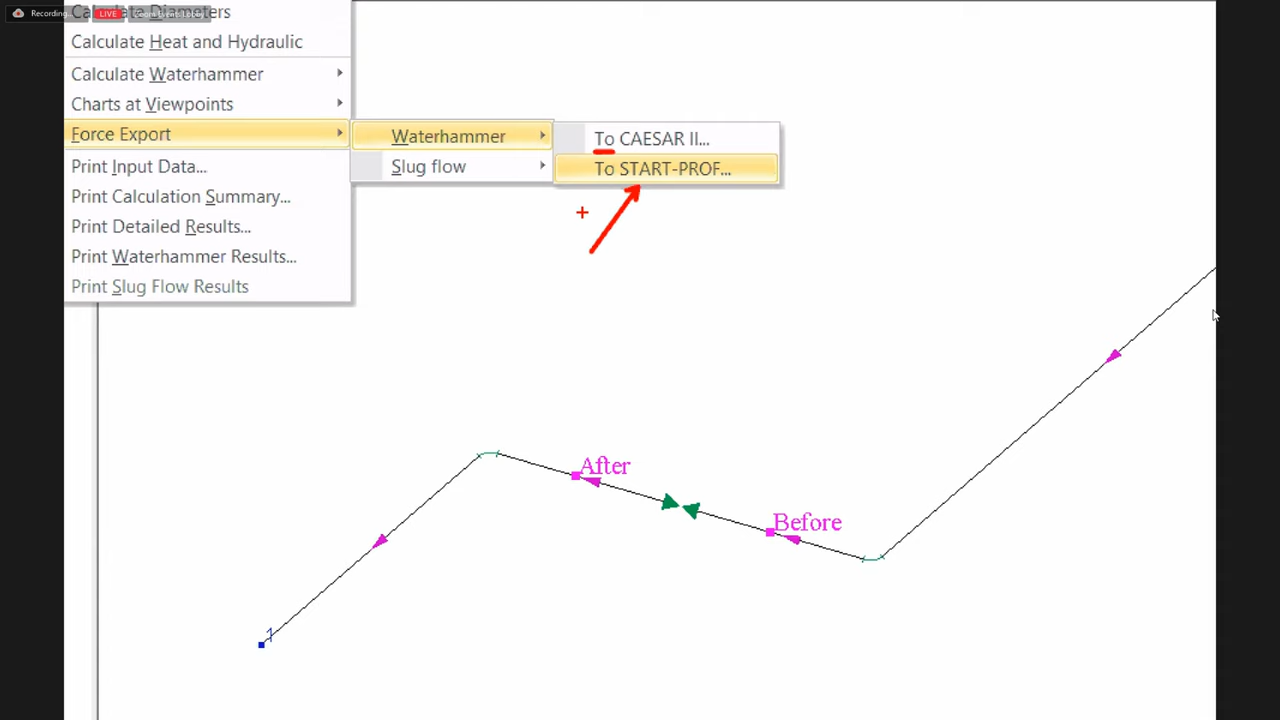 Recording...
LIVE
Calculate Diameters
Calculate Heat and Hydraulic
Calculate Waterhammer
Charts at Viewpoints
Force Export
Waterhammer
To CAESAR II...
Print Input Data...
Slug flow
To START-PROF...
Print Calculation Summary...
Print Detailed Results...
Print Waterhammer Results...
Print Slug Flow Results
After
Before
1